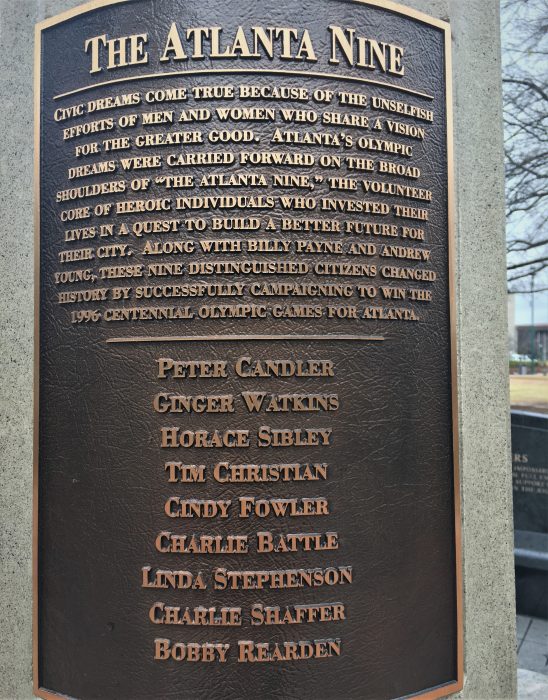 THE ATLANTA NINE
CIVIC DREAMS COME TRUE BECAUSE OF THE UNSELFISH
EFFORTS OF MEN AND WOMEN WHO SHARE A VISION
FOR THE GREATER GOOD. ATLANTA'S OLYMPIC
DREAMS WERE CARRIED FORWARD ON THE BROAD
SHOULDERS OF "THE ATLANTA NINE," THE VOLUNTEER
CORE OF HEROIC INDIVIDUALS WHO INVESTED THEIR
LIVES IN A QUEST TO BUILD A BETTER FUTURE FOR
THEIR CITY. ALONG WITH BILLY PAYNE AND ANDREW
YOUNG, THESE NINE DISTINGUISHED CITIZENS CHANGED
HISTORY BY SUCCESSFULLY CAMPAIGNING TO WIN THE
1996 CENTENNIAL OLYMPIC GAMES FOR ATLANTA.
PETER CANDLER
GINGER WATKINS
HORACE SIBLEY
TIM CHRISTIAN
CINDY FOWLER
CHARLIE BATTLE
LINDA STEPHENSON
CHARLIE SHAFFER
BOBBY REARDEN